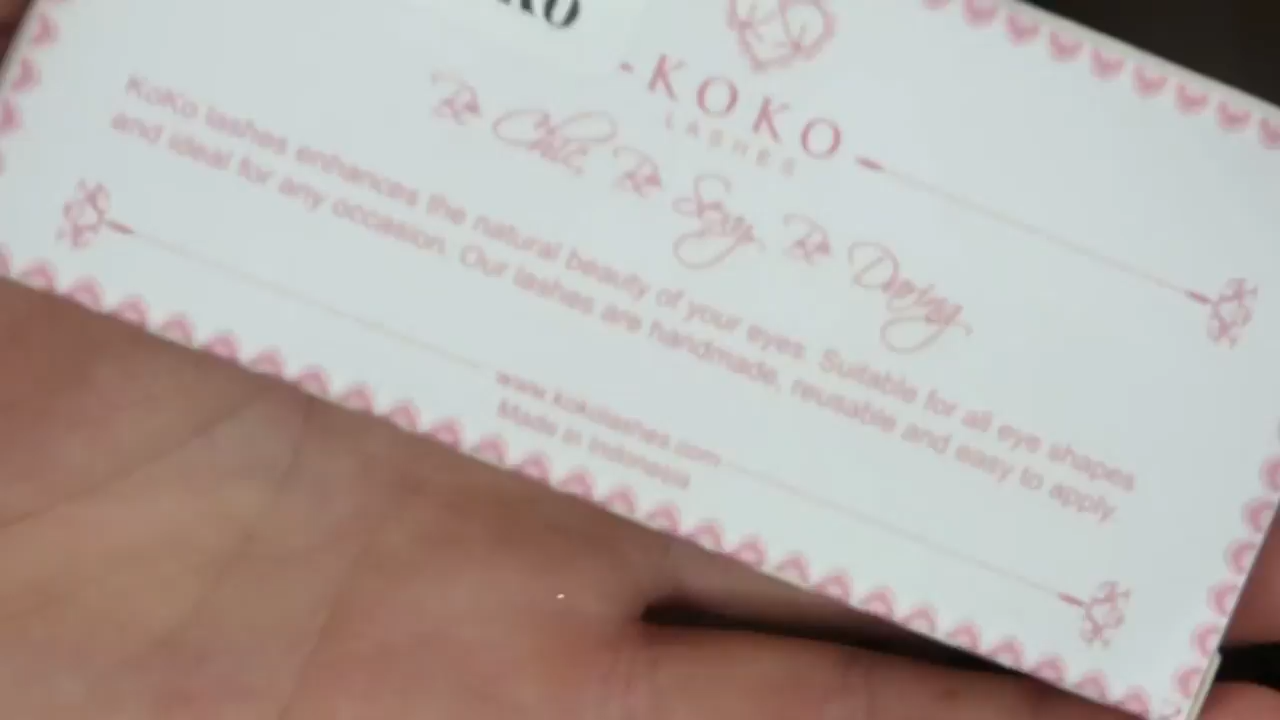 KOKO
LASHES
Be Chic, Be Sexy, Be Daring
KoKo lashes enhances the natural beauty of your eyes. Suitable for all eye shapes
and ideal for any occasion. Our lashes are handmade, reusable and easy to apply.
www.kokolashes.com
Made in Indonesia